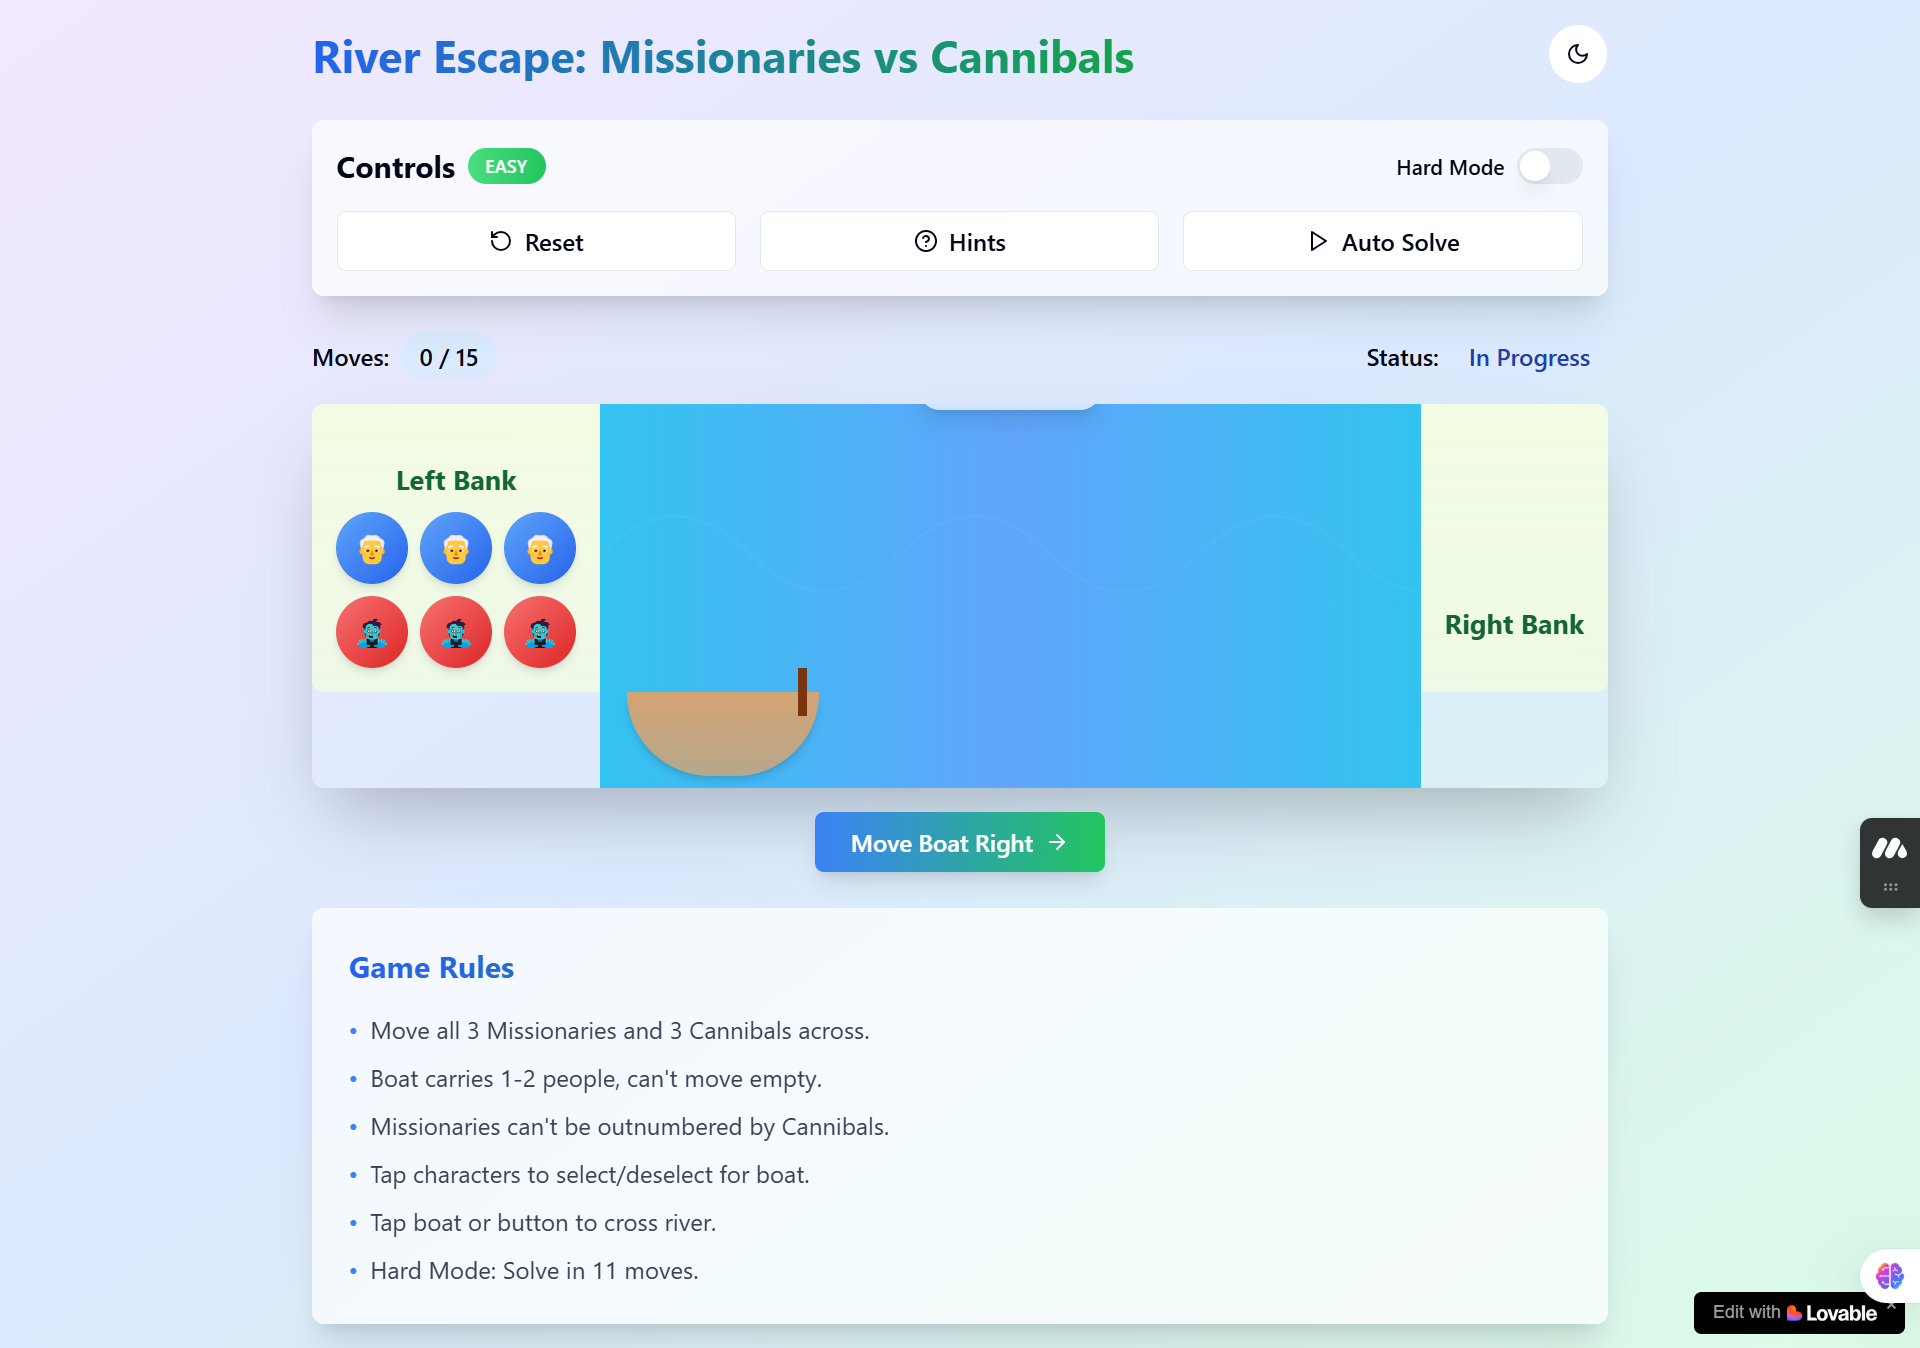 River Escape: Missionaries vs Cannibals
Controls EASY
Hard Mode
Reset
Hints
Auto Solve
Moves: 0 / 15
Status: In Progress
Left Bank
Right Bank
Move Boat Right
Game Rules
• Move all 3 Missionaries and 3 Cannibals across.
• Boat carries 1-2 people, can't move empty.
• Missionaries can't be outnumbered by Cannibals.
• Tap characters to select/deselect for boat.
• Tap boat or button to cross river.
• Hard Mode: Solve in 11 moves.
Edit with Lovable